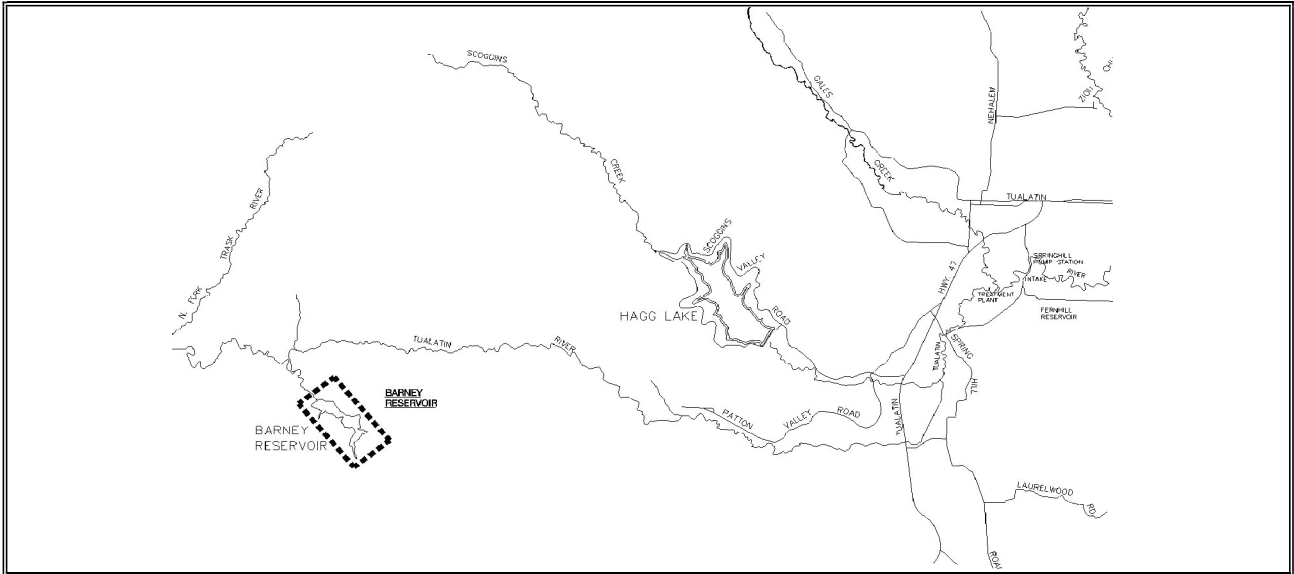 SCOGGINS
CREEK
GALES
CREEK
NEHALEM
ZION
TUALATIN
N. FORK TRASK RIVER
SCOGGINS
VALLEY
ROAD
HAGG LAKE
HWY. 47
SPRINGHILL
PUMP STATION
INTAKE
RIVER
TREATMENT
PLANT
FERNHILL
RESERVOIR
TUALATIN
RIVER
TUALATIN
SPRING
HILL
BARNEY
RESERVOIR
BARNEY
RESERVOIR
PATTON
VALLEY
ROAD
TUALATIN
LAURELWOOD
RD
ROAD